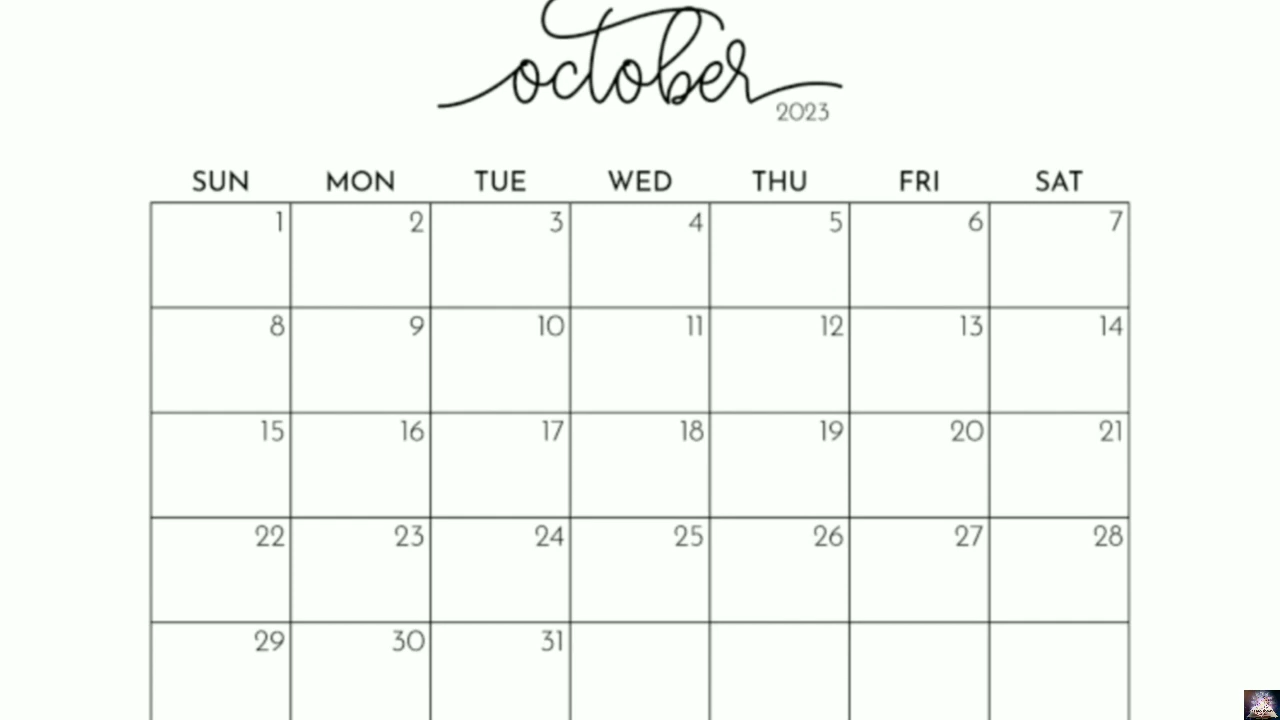 october
2023
SUN MON TUE WED THU FRI SAT
1 2 3 4 5 6 7
8 9 10 11 12 13 14
15 16 17 18 19 20 21
22 23 24 25 26 27 28
29 30 31